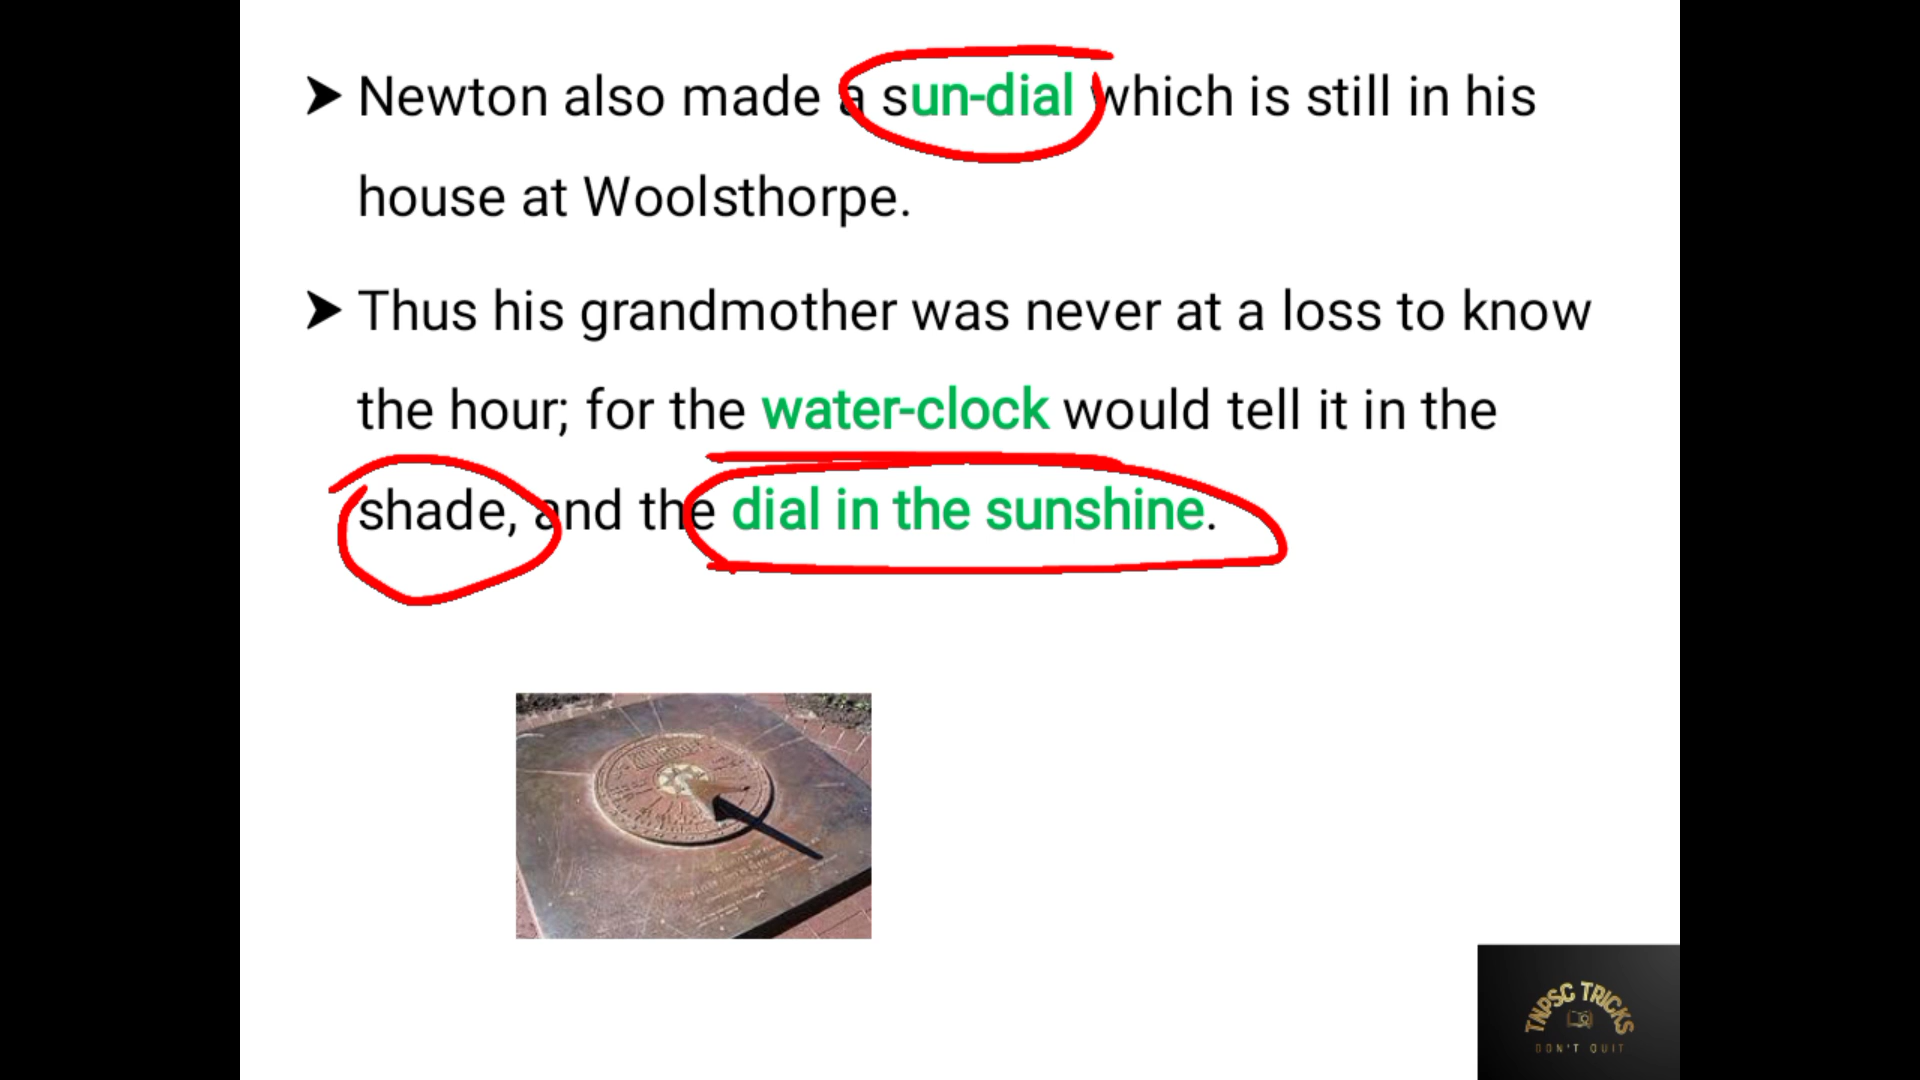 ➤ Newton also made a sun-dial which is still in his
house at Woolsthorpe.
➤ Thus his grandmother was never at a loss to know
the hour; for the water-clock would tell it in the
shade, and the dial in the sunshine.
TNPSC TRICKS
DON'T QUIT